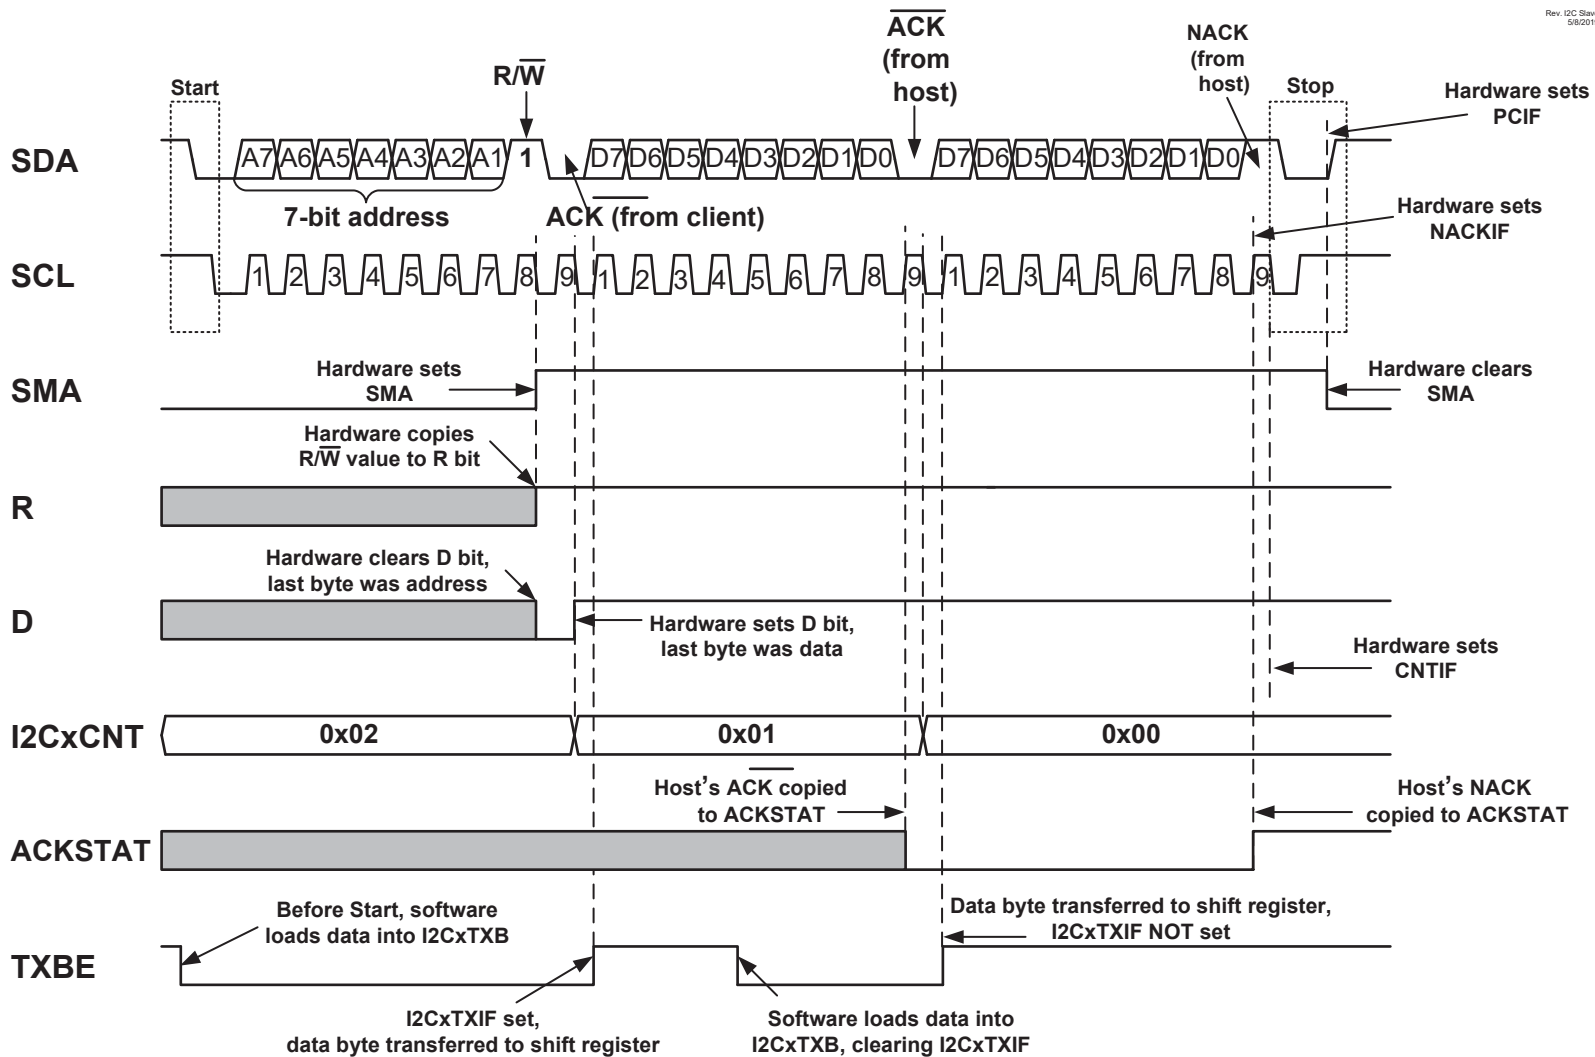 Rev. I2C Slav
5/8/201
Start
R/W
ACK
(from
host)
NACK
(from
host)
Stop
Hardware sets
PCIF
SDA
A7 A6 A5 A4 A3 A2 A1 1 D7 D6 D5 D4 D3 D2 D1 D0 D7 D6 D5 D4 D3 D2 D1 D0
7-bit address
ACK (from client)
Hardware sets
NACKIF
SCL
1 2 3 4 5 6 7 8 9 1 2 3 4 5 6 7 8 9 1 2 3 4 5 6 7 8 9
SMA
Hardware sets
SMA
Hardware clears
SMA
Hardware copies
R/W value to R bit
R
Hardware clears D bit,
last byte was address
D
Hardware sets D bit,
last byte was data
Hardware sets
CNTIF
I2CxCNT
0x02 0x01 0x00
Host's ACK copied
to ACKSTAT
Host's NACK
copied to ACKSTAT
ACKSTAT
Before Start, software
loads data into I2CxTXB
Data byte transferred to shift register,
I2CxTXIF NOT set
TXBE
I2CxTXIF set,
data byte transferred to shift register
Software loads data into
I2CxTXB, clearing I2CxTXIF